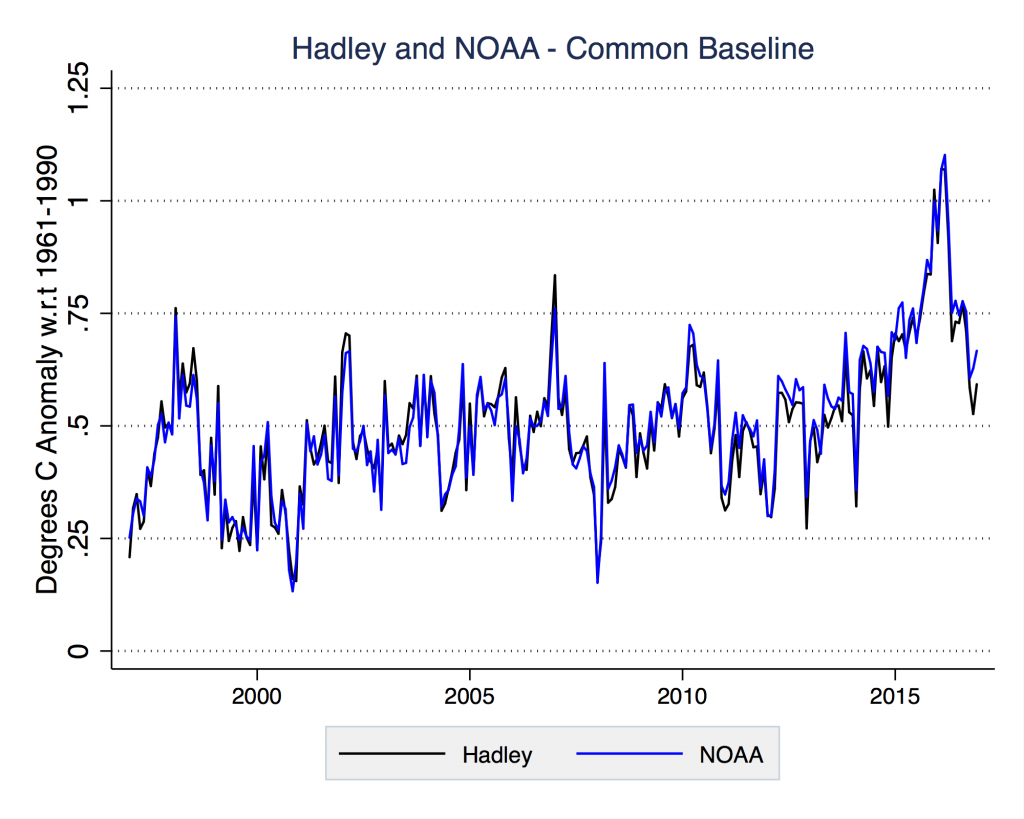 Hadley and NOAA - Common Baseline
Degrees C Anomaly w.r.t 1961-1990
1.25
1
.75
.5
.25
0
2000 2005 2010 2015
Hadley NOAA